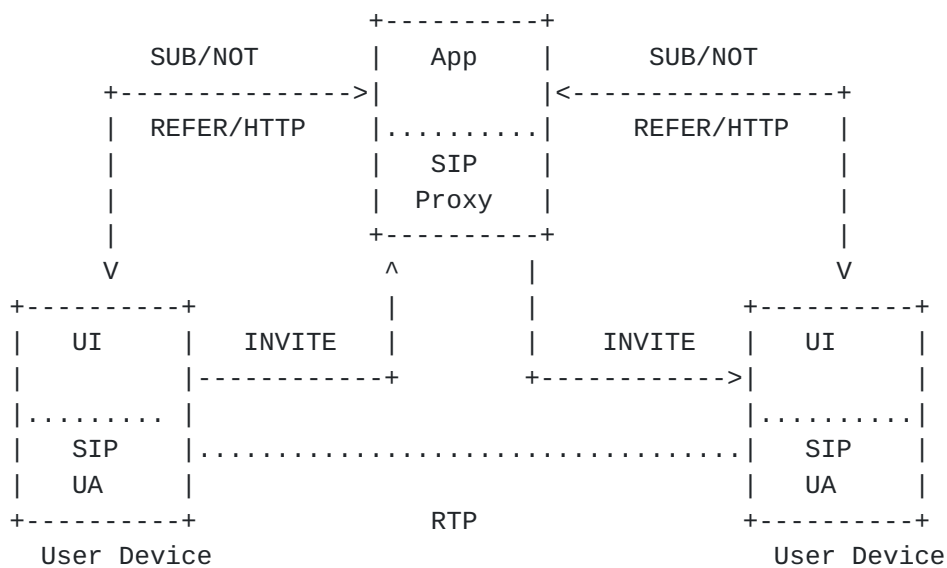 +----------+
SUB/NOT | App | SUB/NOT
+--------------->| |<-----------------+
| REFER/HTTP |..........| REFER/HTTP |
| | SIP | |
| | Proxy | |
| +----------+ |
V ^ | V
+----------+ | | +----------+
| UI | INVITE | | INVITE | UI |
| |------------+ +------------>| |
|......... | |..........|
| SIP |...................................| SIP |
| UA | | UA |
+----------+ RTP +----------+
User Device User Device